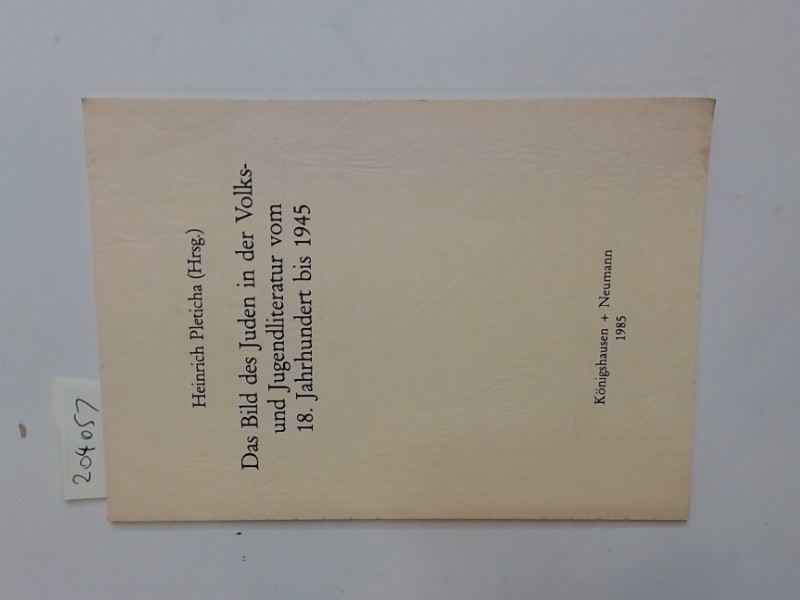 Heinrich Pleticha (Hrsg.)
Das Bild des Juden in der Volks-
und Jugendliteratur vom
18. Jahrhundert bis 1945
Königshausen + Neumann
1985
204057